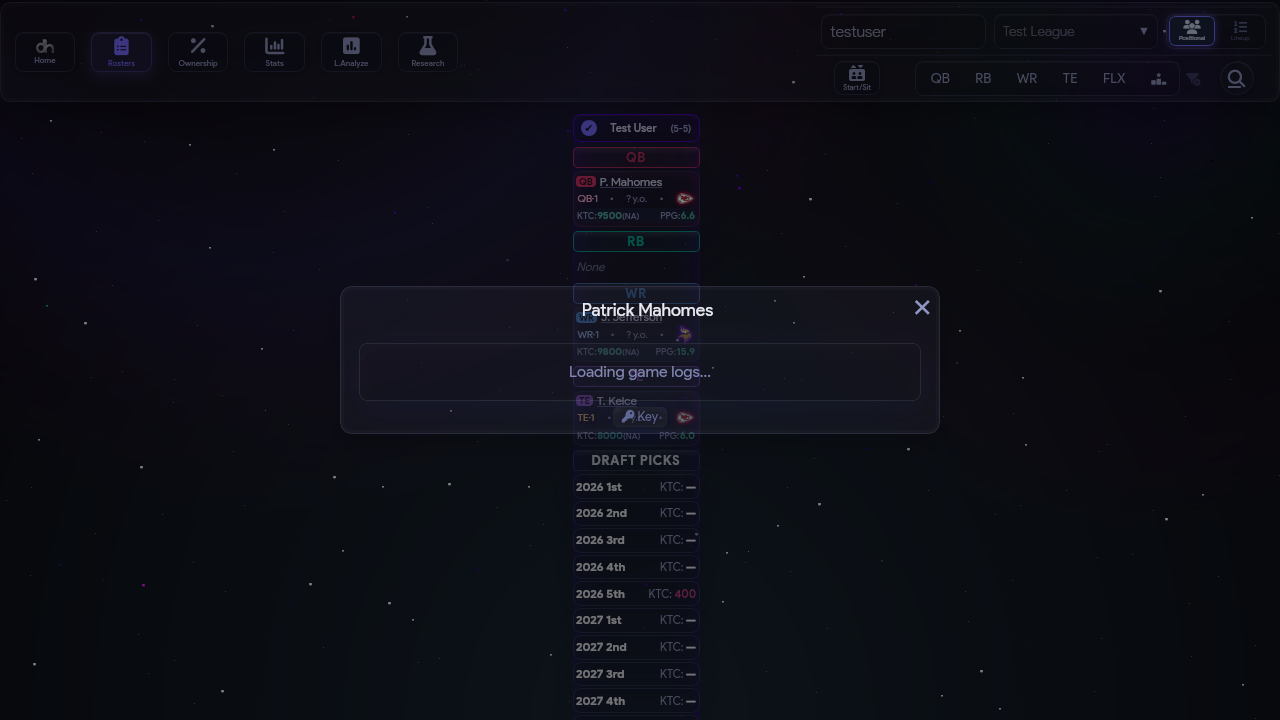 testuser
Test League ▼
Positional
Lineup
dh
Home
Rosters
Ownership
Stats
L.Analyze
Research
Start/Sit
QB RB WR TE FLX
Test User (5-5)
QB
QB P. Mahomes
QB·1 • ? y.o. •
KTC:9500(NA) PPG:6.6
RB
None
WR
Patrick Mahomes
WR J. Jefferson
WR·1 • ? y.o. •
KTC:9800(NA) PPG:15.9
Loading game logs...
TE T. Kelce
TE·1 •
Key
KTC:8000(NA) PPG:6.0
DRAFT PICKS
2026 1st KTC: —
2026 2nd KTC: —
2026 3rd KTC: —
2026 4th KTC: —
2026 5th KTC: 400
2027 1st KTC: —
2027 2nd KTC: —
2027 3rd KTC: —
2027 4th KTC: —